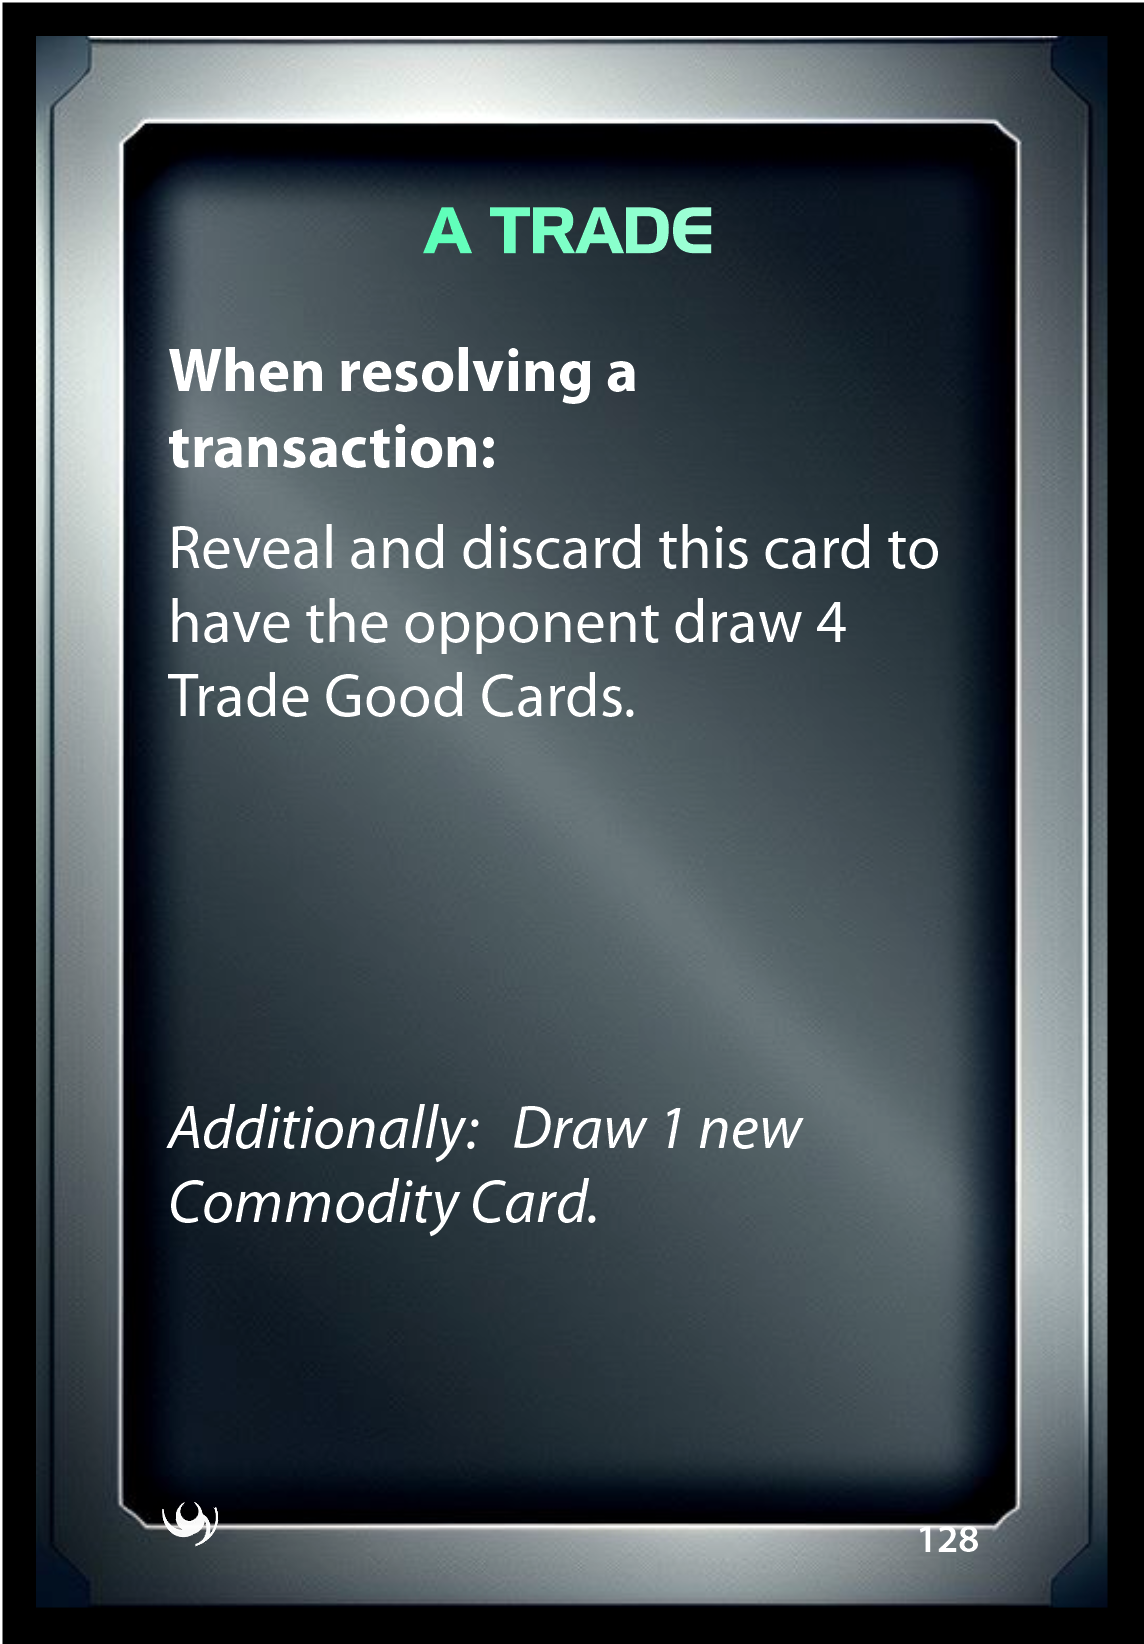 A TRADE
When resolving a
transaction:
Reveal and discard this card to
have the opponent draw 4
Trade Good Cards.
Additionally:  Draw 1 new
Commodity Card.
128